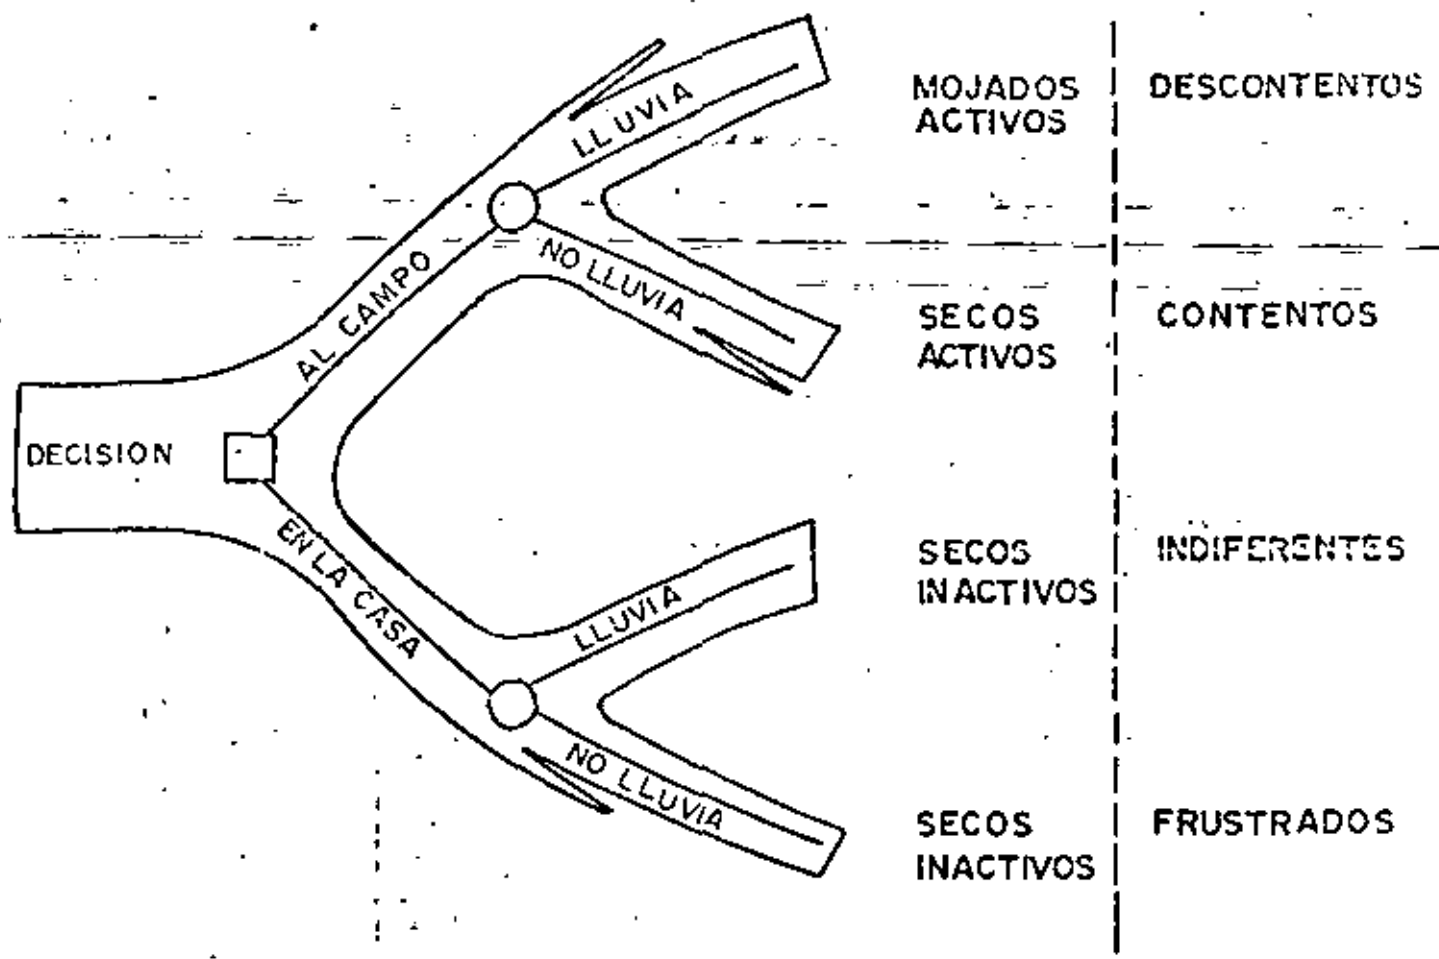 MOJADOS
ACTIVOS
DESCONTENTOS
LLUVIA
NO LLUVIA
AL CAMPO
SECOS
ACTIVOS
CONTENTOS
DECISION
EN LA CASA
LLUVIA
SECOS
INACTIVOS
INDIFERENTES
NO LLUVIA
SECOS
INACTIVOS
FRUSTRADOS